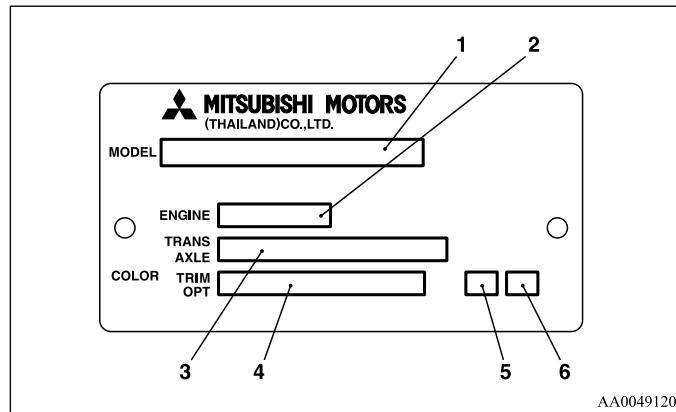 1 2
MITSUBISHI MOTORS
(THAILAND)CO.,LTD.
MODEL
ENGINE
TRANS
AXLE
COLOR TRIM
OPT
3 4 5 6
AA0049120